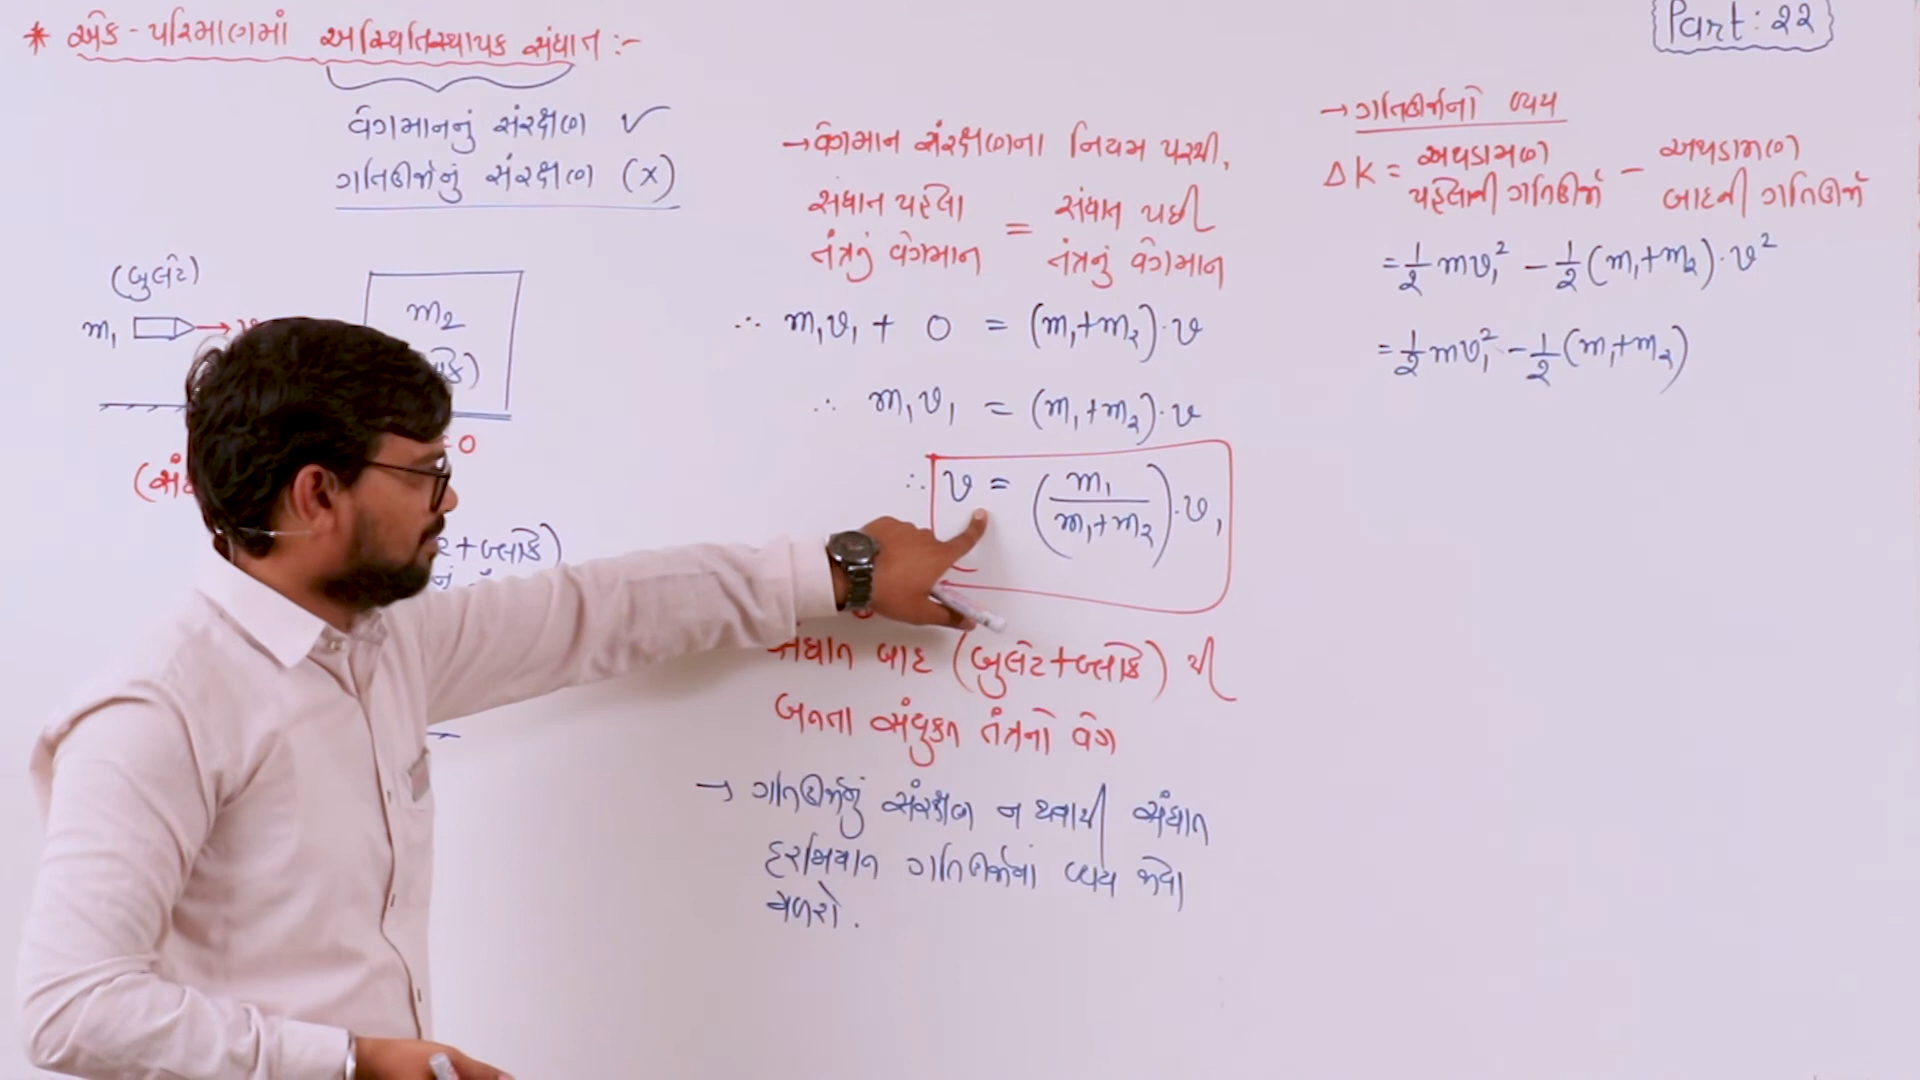 * એક - પરિમાણમાં અસ્થિતિસ્થાપક સંઘાત :-
વેગમાનનું સંરક્ષણ ✓
ગતિઊર્જાનું સંરક્ષણ (x)
(બુલેટ)
m₁
m₂
= 0
+બ્લોક)
→ વેગમાન સંરક્ષણના નિયમ પરથી,
સંઘાત પહેલા તંત્રનું વેગમાન = સંઘાત પછી તંત્રનું વેગમાન
∴ m₁v₁ + 0 = (m₁+m₂)·v
∴ m₁v₁ = (m₁+m₂)·v
∴ v = (m₁/(m₁+m₂))·v₁
સંઘાત બાદ (બુલેટ+બ્લોક) થી
બનતા સંયુક્ત તંત્રનો વેગ
→ ગતિઊર્જાનું સંરક્ષણ ન થવાથી સંઘાત
દરમિયાન ગતિઊર્જામાં વ્યય જોવા
મળશે.
Part : 22
→ ગતિઊર્જાનો વ્યય
ΔK = અથડામણ પહેલાની ગતિઊર્જા - અથડામણ બાદની ગતિઊર્જા
= 1/2 mv₁² - 1/2 (m₁+m₂)·v²
= 1/2 mv₁² - 1/2 (m₁+m₂)